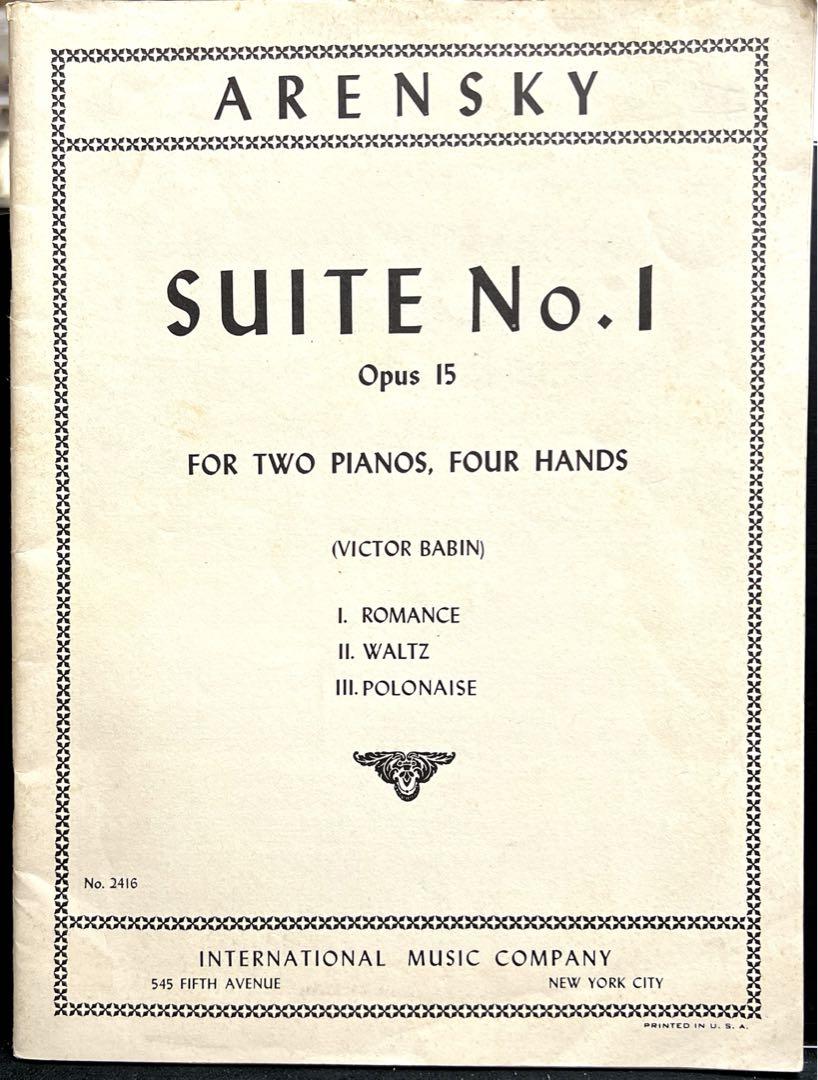 ARENSKY
SUITE No. 1
Opus 15
FOR TWO PIANOS, FOUR HANDS
(VICTOR BABIN)
I. ROMANCE
II. WALTZ
III. POLONAISE
No. 2416
INTERNATIONAL MUSIC COMPANY
545 FIFTH AVENUE NEW YORK CITY
PRINTED IN U. S. A.